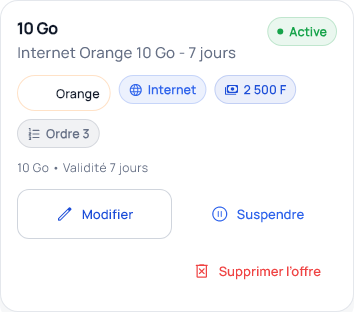 10 Go
Active
Internet Orange 10 Go - 7 jours
Orange
Internet
2 500 F
Ordre 3
10 Go • Validité 7 jours
Modifier
Suspendre
Supprimer l'offre